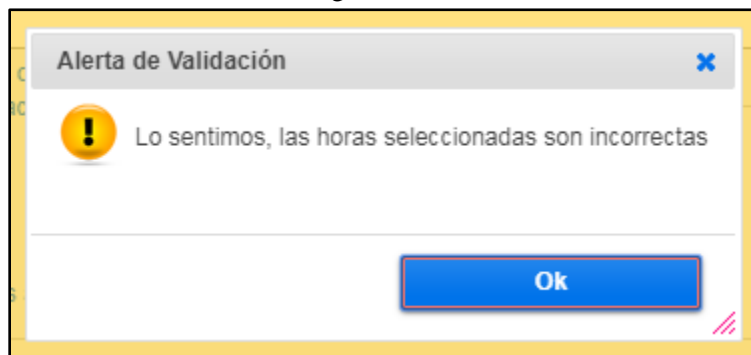 Alerta de Validación
Lo sentimos, las horas seleccionadas son incorrectas
Ok